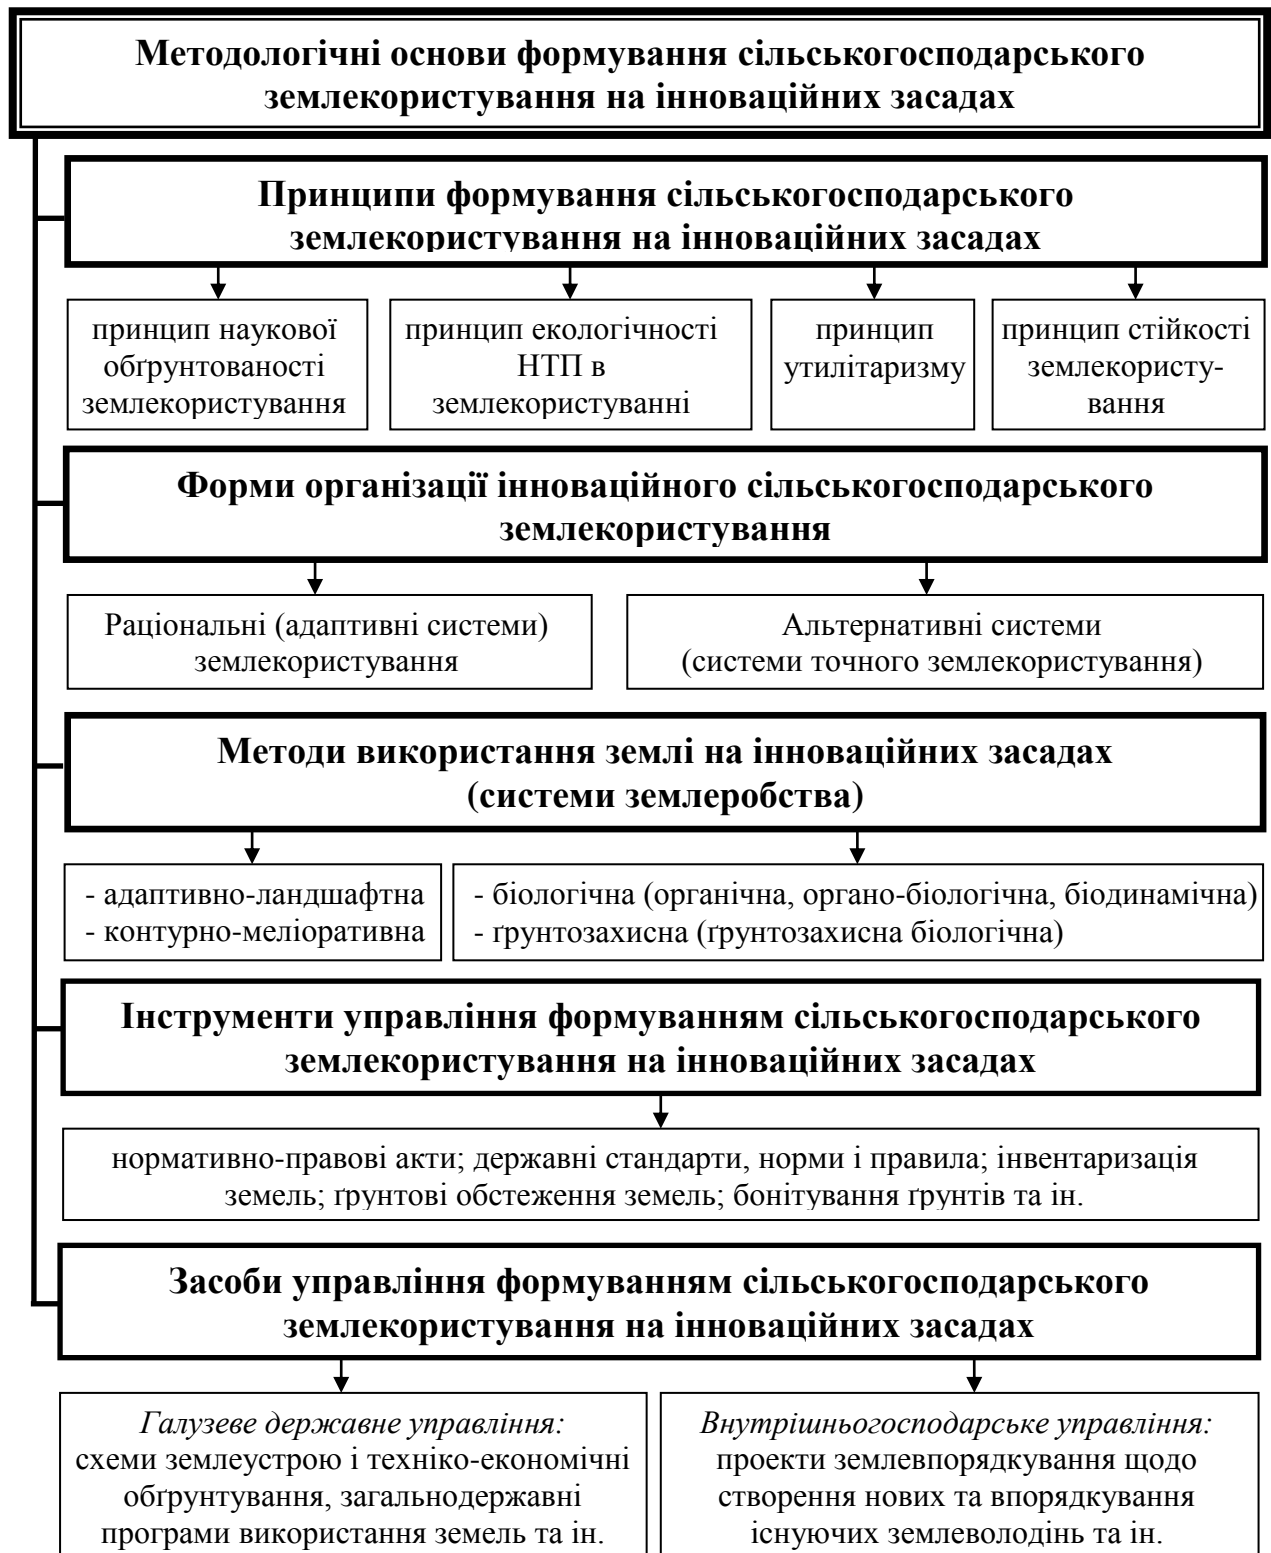 Методологічні основи формування сільськогосподарського
землекористування на інноваційних засадах
Принципи формування сільськогосподарського
землекористування на інноваційних засадах
принцип наукової
обґрунтованості
землекористування
принцип екологічності
НТП в
землекористуванні
принцип
утилітаризму
принцип стійкості
землекористу-
вання
Форми організації інноваційного сільськогосподарського
землекористування
Раціональні (адаптивні системи)
землекористування
Альтернативні системи
(системи точного землекористування)
Методи використання землі на інноваційних засадах
(системи землеробства)
- адаптивно-ландшафтна
- контурно-меліоративна
- біологічна (органічна, органо-біологічна, біодинамічна)
- ґрунтозахисна (ґрунтозахисна біологічна)
Інструменти управління формуванням сільськогосподарського
землекористування на інноваційних засадах
нормативно-правові акти; державні стандарти, норми і правила; інвентаризація
земель; ґрунтові обстеження земель; бонітування ґрунтів та ін.
Засоби управління формуванням сільськогосподарського
землекористування на інноваційних засадах
Галузеве державне управління:
схеми землеустрою і техніко-економічні
обґрунтування, загальнодержавні
програми використання земель та ін.
Внутрішньогосподарське управління:
проекти землевпорядкування щодо
створення нових та впорядкування
існуючих землеволодінь та ін.